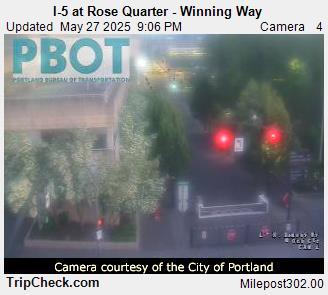 I-5 at Rose Quarter - Winning Way
Updated May 27 2025 9:06 PM Camera 4
PBOT
PORTLAND BUREAU OF TRANSPORTATION
Camera courtesy of the City of Portland
TripCheck.com Milepost302.00